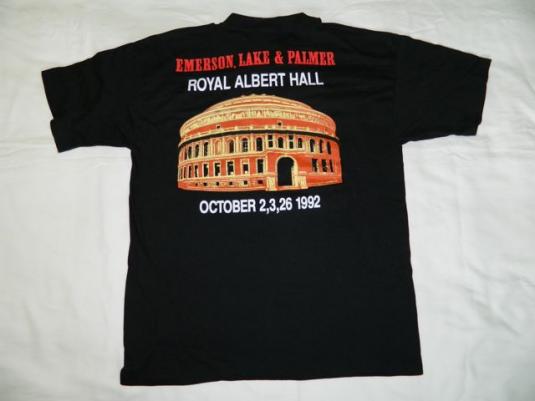 EMERSON, LAKE & PALMER
ROYAL ALBERT HALL
OCTOBER 2,3,26 1992